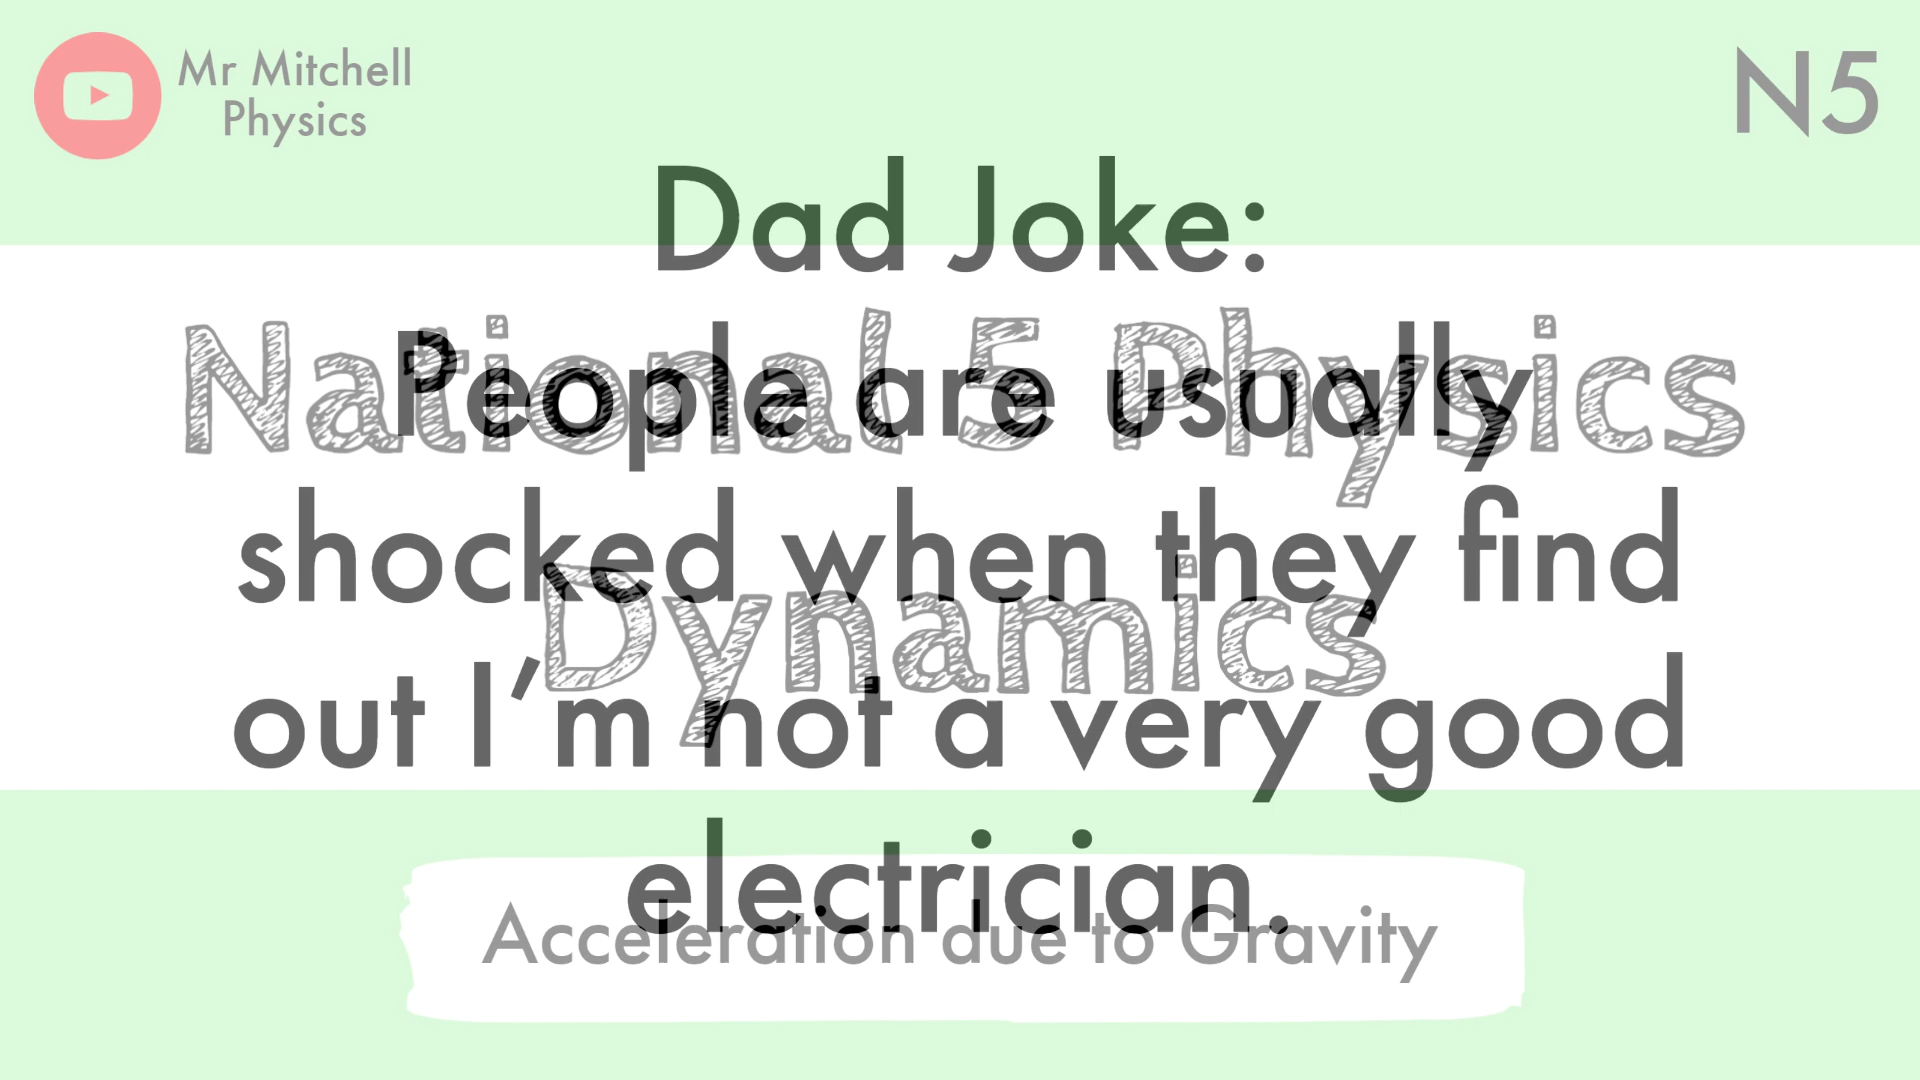 Mr Mitchell
Physics
N5
Dad Joke:
People are usually
shocked when they find
out I’m not a very good
electrician.
National 5 Physics
Dynamics
Acceleration due to Gravity